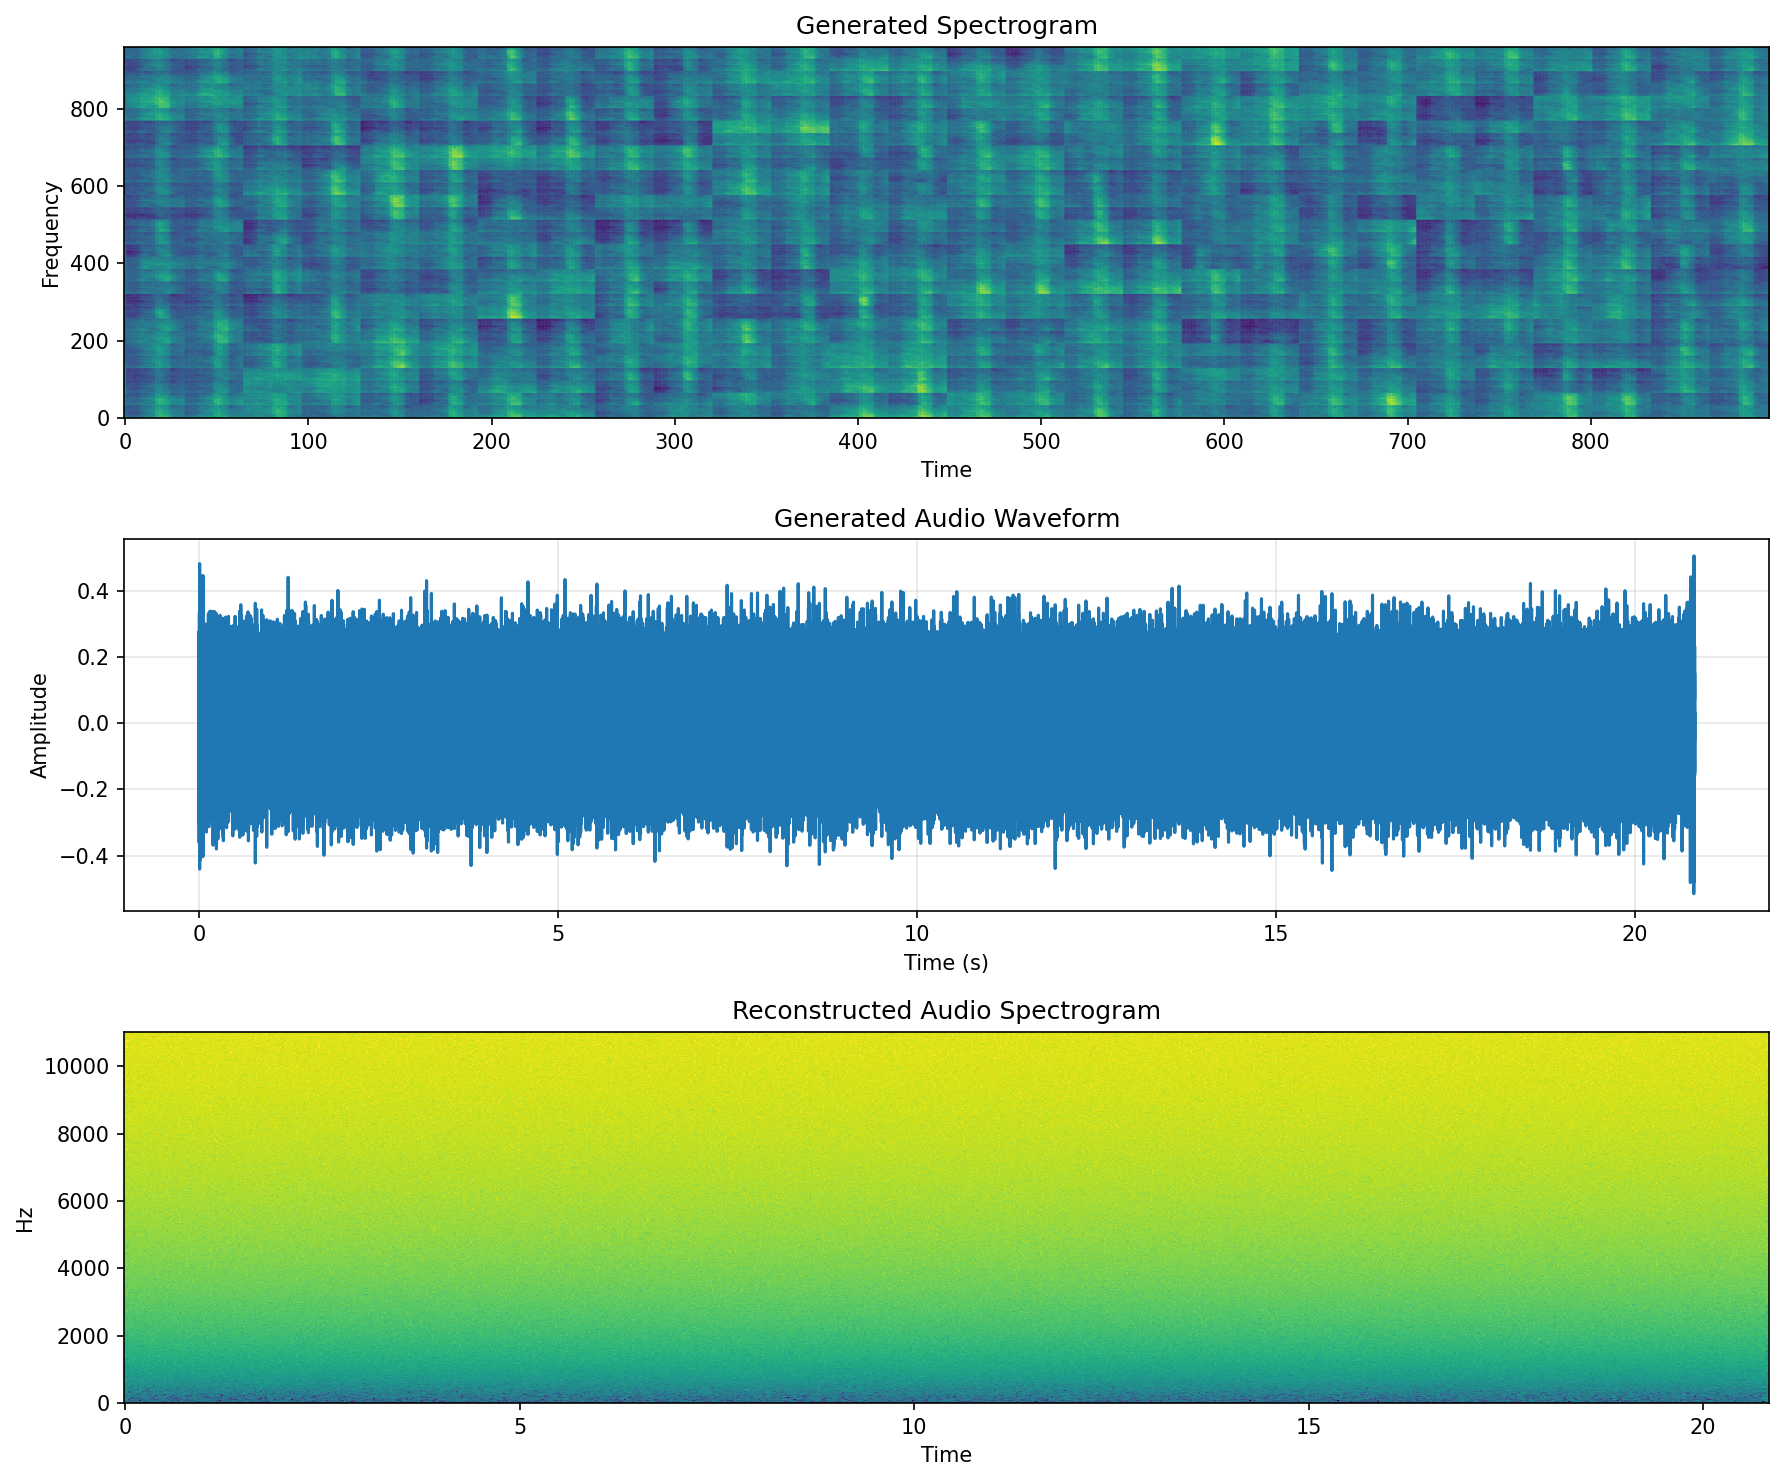 Generated Spectrogram
Frequency
800
600
400
200
0
0 100 200 300 400 500 600 700 800
Time
Generated Audio Waveform
Amplitude
0.4
0.2
0.0
−0.2
−0.4
0 5 10 15 20
Time (s)
Reconstructed Audio Spectrogram
Hz
10000
8000
6000
4000
2000
0
0 5 10 15 20
Time